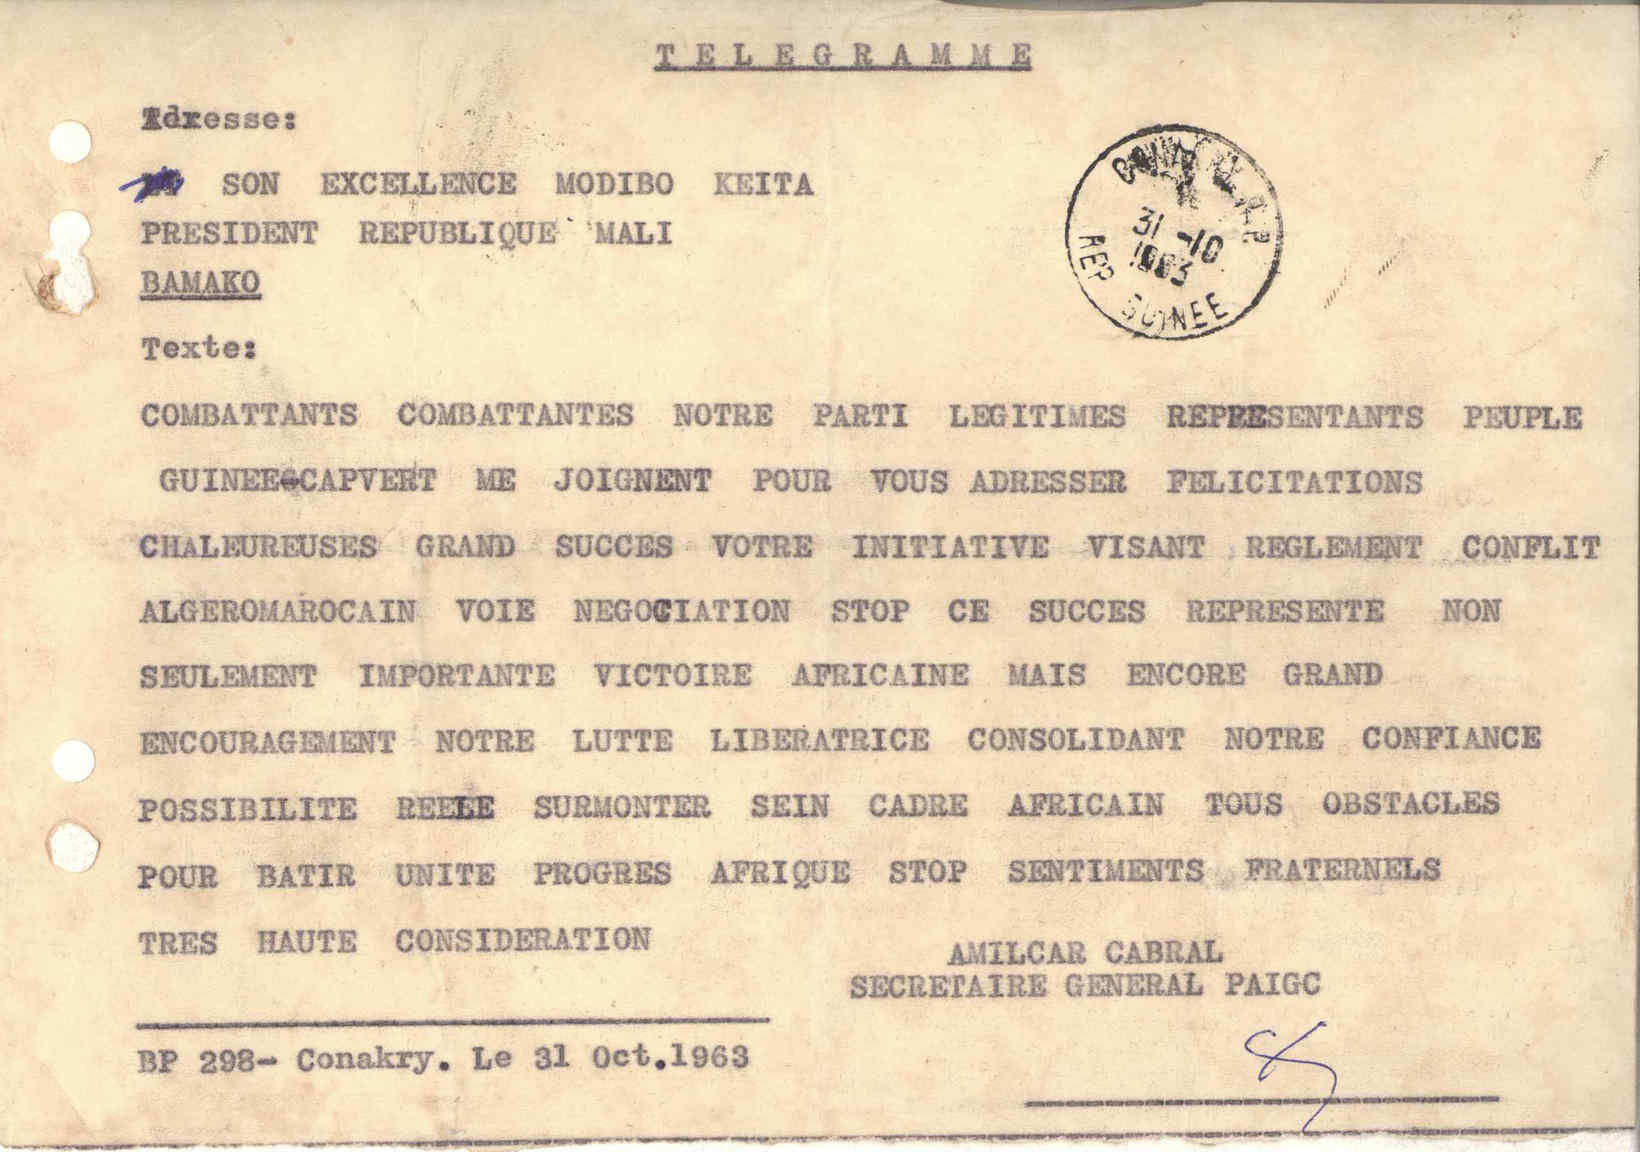 TELEGRAMME
Adresse:
SON EXCELLENCE MODIBO KEITA
PRESIDENT REPUBLIQUE MALI
BAMAKO
31-10
1963
REP GUINEE
Texte:
COMBATTANTS COMBATTANTES NOTRE PARTI LEGITIMES REPRESENTANTS PEUPLE
GUINEE-CAPVERT ME JOIGNENT POUR VOUS ADRESSER FELICITATIONS
CHALEUREUSES GRAND SUCCES VOTRE INITIATIVE VISANT REGLEMENT CONFLIT
ALGEROMAROCAIN VOIE NEGOCIATION STOP CE SUCCES REPRESENTE NON
SEULEMENT IMPORTANTE VICTOIRE AFRICAINE MAIS ENCORE GRAND
ENCOURAGEMENT NOTRE LUTTE LIBERATRICE CONSOLIDANT NOTRE CONFIANCE
POSSIBILITE REELE SURMONTER SEIN CADRE AFRICAIN TOUS OBSTACLES
POUR BATIR UNITE PROGRES AFRIQUE STOP SENTIMENTS FRATERNELS
TRES HAUTE CONSIDERATION
AMILCAR CABRAL
SECRETAIRE GENERAL PAIGC
BP 298- Conakry. Le 31 Oct.1963